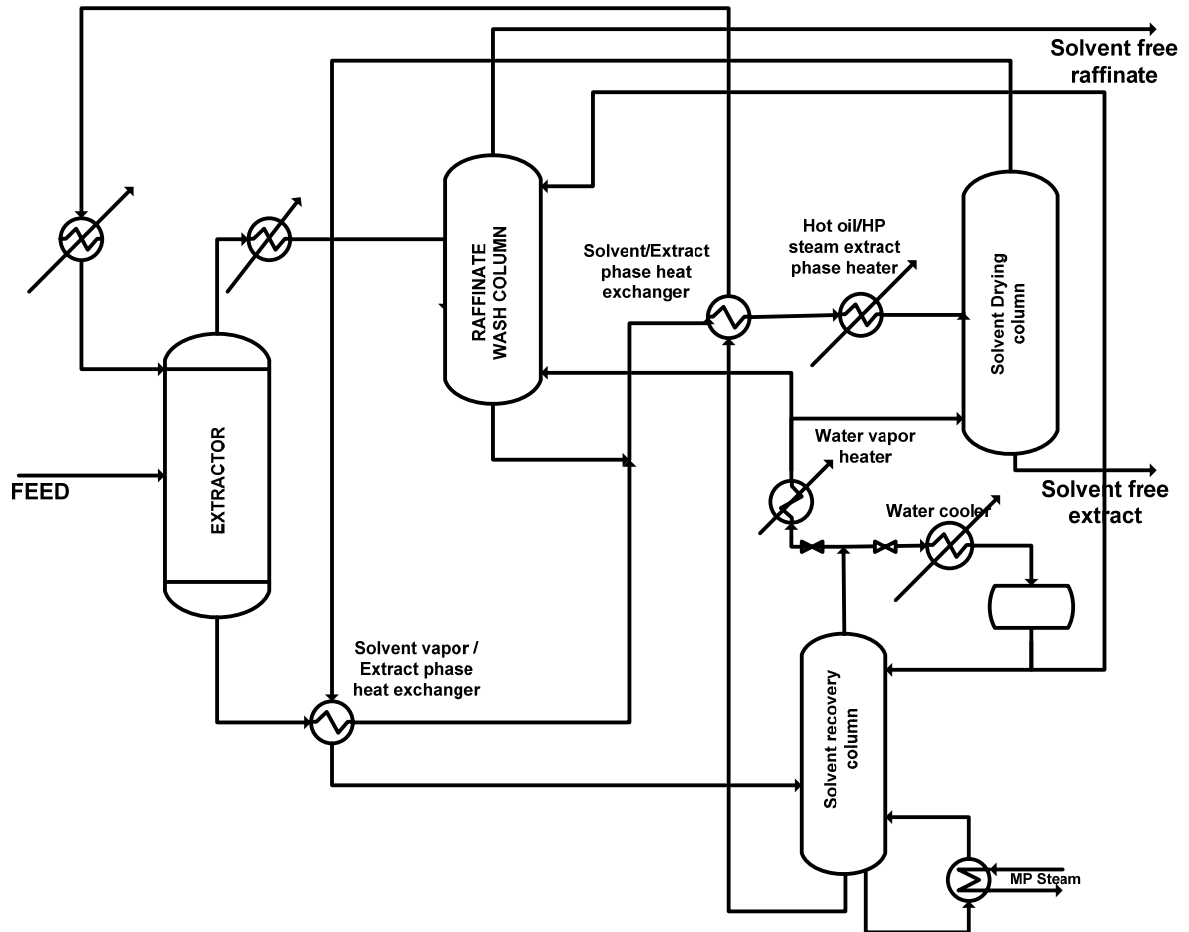 Solvent free
raffinate
Hot oil/HP
steam extract
phase heater
Solvent/Extract
phase heat
exchanger
RAFFINATE
WASH COLUMN
Solvent Drying
column
EXTRACTOR
FEED
Water vapor
heater
Solvent free
extract
Water cooler
Solvent vapor /
Extract phase
heat exchanger
Solvent recovery
column
MP Steam